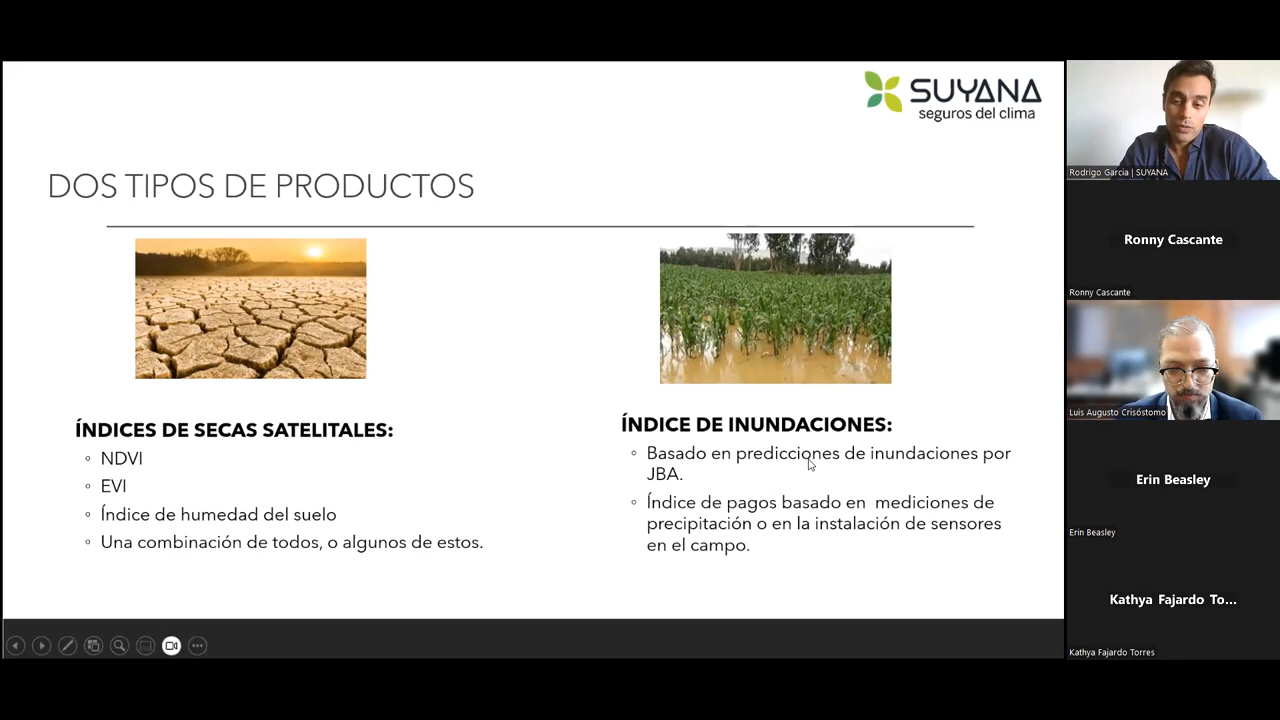 SUYANA
seguros del clima
DOS TIPOS DE PRODUCTOS
ÍNDICES DE SECAS SATELITALES:
◦ NDVI
◦ EVI
◦ Índice de humedad del suelo
◦ Una combinación de todos, o algunos de estos.
ÍNDICE DE INUNDACIONES:
◦ Basado en predicciones de inundaciones por
JBA.
◦ Índice de pagos basado en mediciones de
precipitación o en la instalación de sensores
en el campo.
Rodrigo Garcia | SUYANA
Ronny Cascante
Ronny Cascante
Luis Augusto Crisóstomo
Erin Beasley
Erin Beasley
Kathya Fajardo To...
Kathya Fajardo Torres